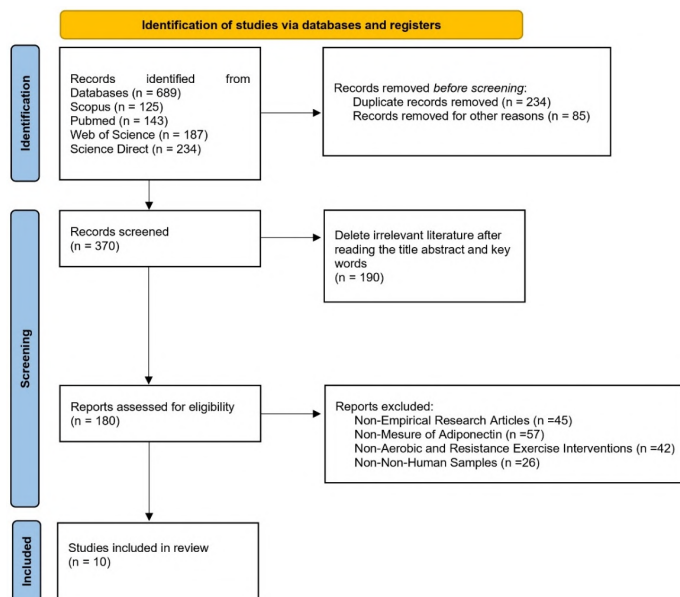 Identification of studies via databases and registers
Identification
Records identified from
Databases (n = 689)
Scopus (n = 125)
Pubmed (n = 143)
Web of Science (n = 187)
Science Direct (n = 234)
Records removed before screening:
Duplicate records removed (n = 234)
Records removed for other reasons (n = 85)
Screening
Records screened
(n = 370)
Delete irrelevant literature after
reading the title abstract and key
words
(n = 190)
Reports assessed for eligibility
(n = 180)
Reports excluded:
Non-Empirical Research Articles (n =45)
Non-Mesure of Adiponectin (n =57)
Non-Aerobic and Resistance Exercise Interventions (n =42)
Non-Non-Human Samples (n =26)
Included
Studies included in review
(n = 10)